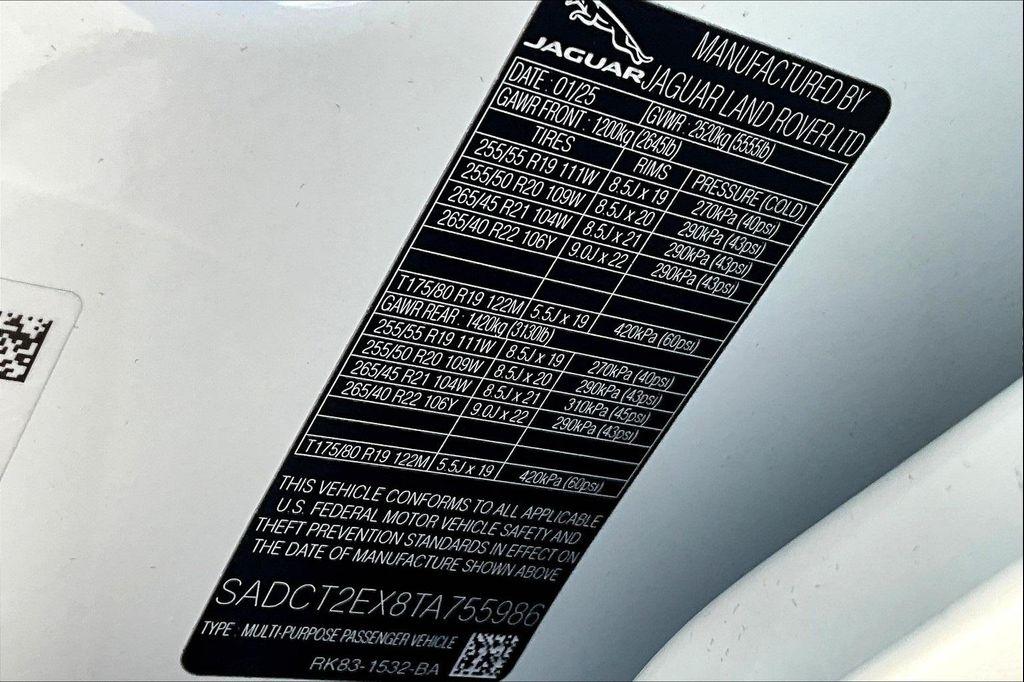 JAGUAR
MANUFACTURED BY
JAGUAR LAND ROVER LTD
DATE : 01/25 GVWR : 2520kg (5555lb)
GAWR FRONT : 1200kg (2645lb)
TIRES RIMS PRESSURE (COLD)
255/55 R19 111W 8.5J x 19 270kPa (40psi)
255/50 R20 109W 8.5J x 20 290kPa (43psi)
265/45 R21 104W 8.5J x 21 290kPa (43psi)
265/40 R22 106Y 9.0J x 22 290kPa (43psi)
T175/80 R19 122M 5.5J x 19 420kPa (60psi)
GAWR REAR : 1420kg (3130lb)
255/55 R19 111W 8.5J x 19 270kPa (40psi)
255/50 R20 109W 8.5J x 20 290kPa (43psi)
265/45 R21 104W 8.5J x 21 310kPa (45psi)
265/40 R22 106Y 9.0J x 22 290kPa (43psi)
T175/80 R19 122M 5.5J x 19 420kPa (60psi)
THIS VEHICLE CONFORMS TO ALL APPLICABLE
U.S. FEDERAL MOTOR VEHICLE SAFETY AND
THEFT PREVENTION STANDARDS IN EFFECT ON
THE DATE OF MANUFACTURE SHOWN ABOVE
SADCT2EX8TA755986
TYPE : MULTI-PURPOSE PASSENGER VEHICLE
RK83-1532-BA